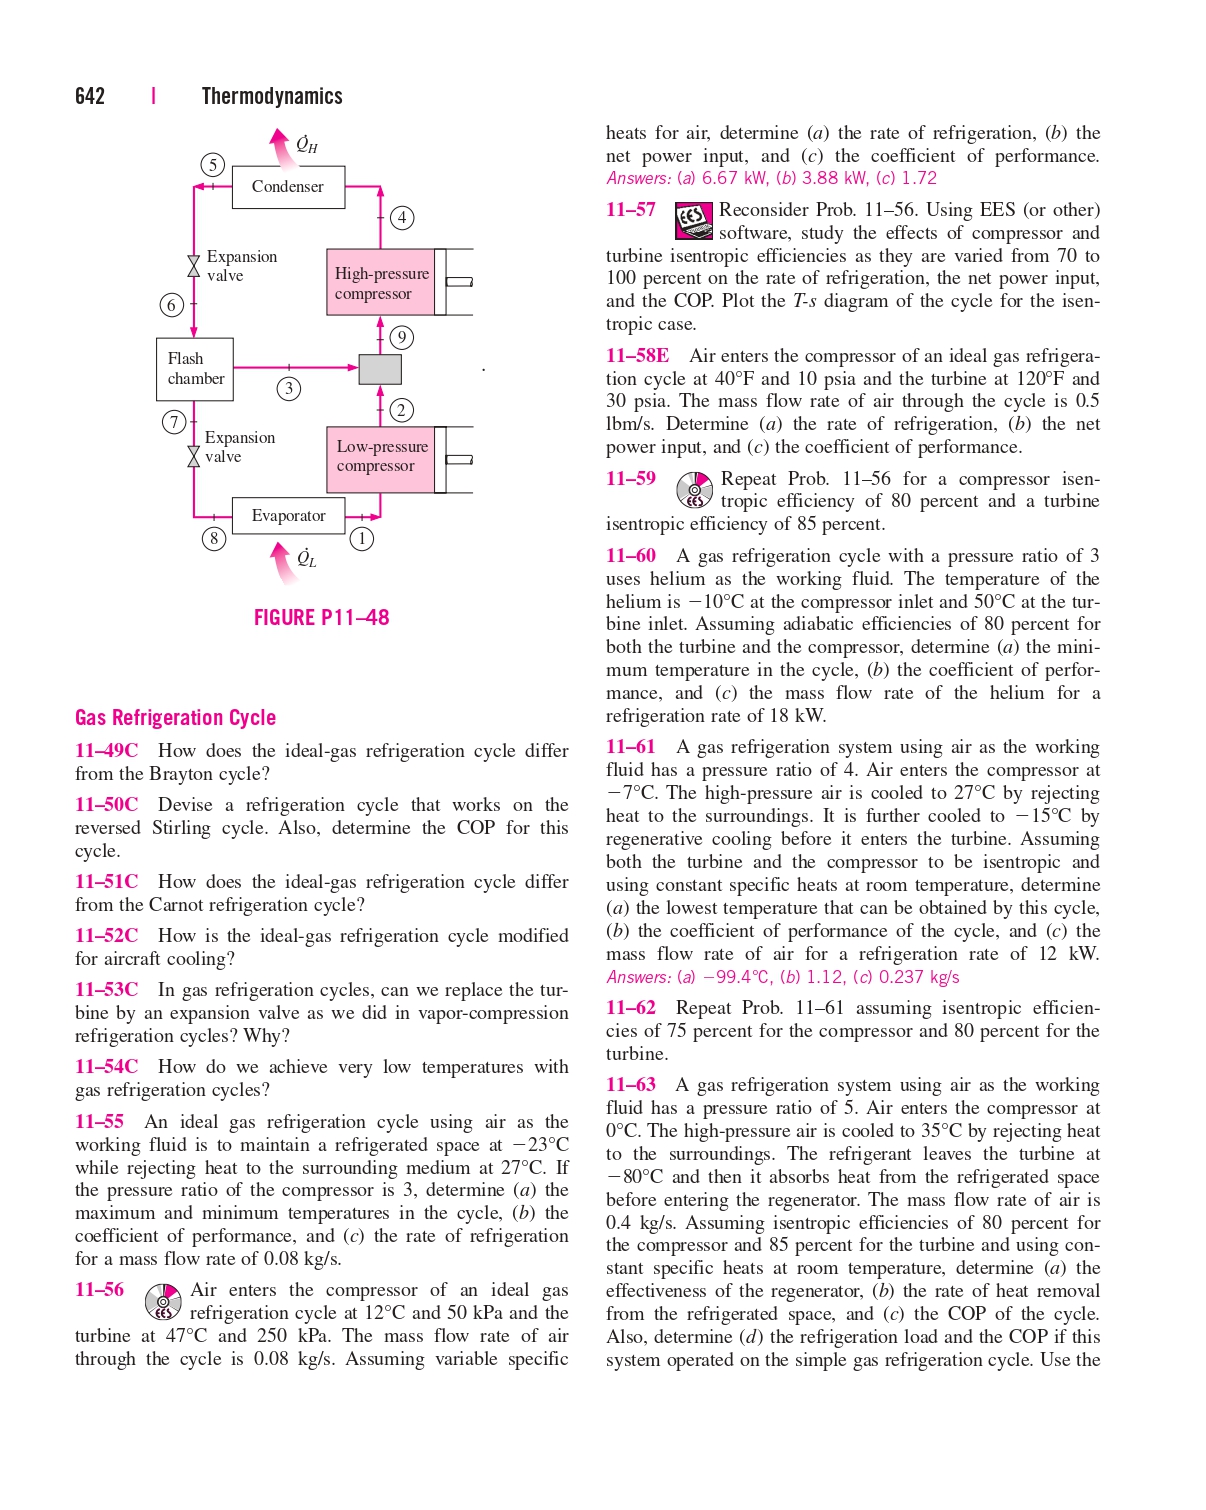 642 | Thermodynamics
Q̇H
5
Condenser
4
Expansion
valve
High-pressure
compressor
6
9
Flash
chamber
3
2
7
Expansion
valve
Low-pressure
compressor
Evaporator
8
1
Q̇L
FIGURE P11–48
Gas Refrigeration Cycle
11–49C How does the ideal-gas refrigeration cycle differ
from the Brayton cycle?
11–50C Devise a refrigeration cycle that works on the
reversed Stirling cycle. Also, determine the COP for this
cycle.
11–51C How does the ideal-gas refrigeration cycle differ
from the Carnot refrigeration cycle?
11–52C How is the ideal-gas refrigeration cycle modified
for aircraft cooling?
11–53C In gas refrigeration cycles, can we replace the tur-
bine by an expansion valve as we did in vapor-compression
refrigeration cycles? Why?
11–54C How do we achieve very low temperatures with
gas refrigeration cycles?
11–55 An ideal gas refrigeration cycle using air as the
working fluid is to maintain a refrigerated space at −23°C
while rejecting heat to the surrounding medium at 27°C. If
the pressure ratio of the compressor is 3, determine (a) the
maximum and minimum temperatures in the cycle, (b) the
coefficient of performance, and (c) the rate of refrigeration
for a mass flow rate of 0.08 kg/s.
11–56 EES Air enters the compressor of an ideal gas
refrigeration cycle at 12°C and 50 kPa and the
turbine at 47°C and 250 kPa. The mass flow rate of air
through the cycle is 0.08 kg/s. Assuming variable specific
heats for air, determine (a) the rate of refrigeration, (b) the
net power input, and (c) the coefficient of performance.
Answers: (a) 6.67 kW, (b) 3.88 kW, (c) 1.72
11–57 EES Reconsider Prob. 11–56. Using EES (or other)
software, study the effects of compressor and
turbine isentropic efficiencies as they are varied from 70 to
100 percent on the rate of refrigeration, the net power input,
and the COP. Plot the T-s diagram of the cycle for the isen-
tropic case.
11–58E Air enters the compressor of an ideal gas refrigera-
tion cycle at 40°F and 10 psia and the turbine at 120°F and
30 psia. The mass flow rate of air through the cycle is 0.5
lbm/s. Determine (a) the rate of refrigeration, (b) the net
power input, and (c) the coefficient of performance.
11–59 EES Repeat Prob. 11–56 for a compressor isen-
tropic efficiency of 80 percent and a turbine
isentropic efficiency of 85 percent.
11–60 A gas refrigeration cycle with a pressure ratio of 3
uses helium as the working fluid. The temperature of the
helium is −10°C at the compressor inlet and 50°C at the tur-
bine inlet. Assuming adiabatic efficiencies of 80 percent for
both the turbine and the compressor, determine (a) the mini-
mum temperature in the cycle, (b) the coefficient of perfor-
mance, and (c) the mass flow rate of the helium for a
refrigeration rate of 18 kW.
11–61 A gas refrigeration system using air as the working
fluid has a pressure ratio of 4. Air enters the compressor at
−7°C. The high-pressure air is cooled to 27°C by rejecting
heat to the surroundings. It is further cooled to −15°C by
regenerative cooling before it enters the turbine. Assuming
both the turbine and the compressor to be isentropic and
using constant specific heats at room temperature, determine
(a) the lowest temperature that can be obtained by this cycle,
(b) the coefficient of performance of the cycle, and (c) the
mass flow rate of air for a refrigeration rate of 12 kW.
Answers: (a) −99.4°C, (b) 1.12, (c) 0.237 kg/s
11–62 Repeat Prob. 11–61 assuming isentropic efficien-
cies of 75 percent for the compressor and 80 percent for the
turbine.
11–63 A gas refrigeration system using air as the working
fluid has a pressure ratio of 5. Air enters the compressor at
0°C. The high-pressure air is cooled to 35°C by rejecting heat
to the surroundings. The refrigerant leaves the turbine at
−80°C and then it absorbs heat from the refrigerated space
before entering the regenerator. The mass flow rate of air is
0.4 kg/s. Assuming isentropic efficiencies of 80 percent for
the compressor and 85 percent for the turbine and using con-
stant specific heats at room temperature, determine (a) the
effectiveness of the regenerator, (b) the rate of heat removal
from the refrigerated space, and (c) the COP of the cycle.
Also, determine (d) the refrigeration load and the COP if this
system operated on the simple gas refrigeration cycle. Use the